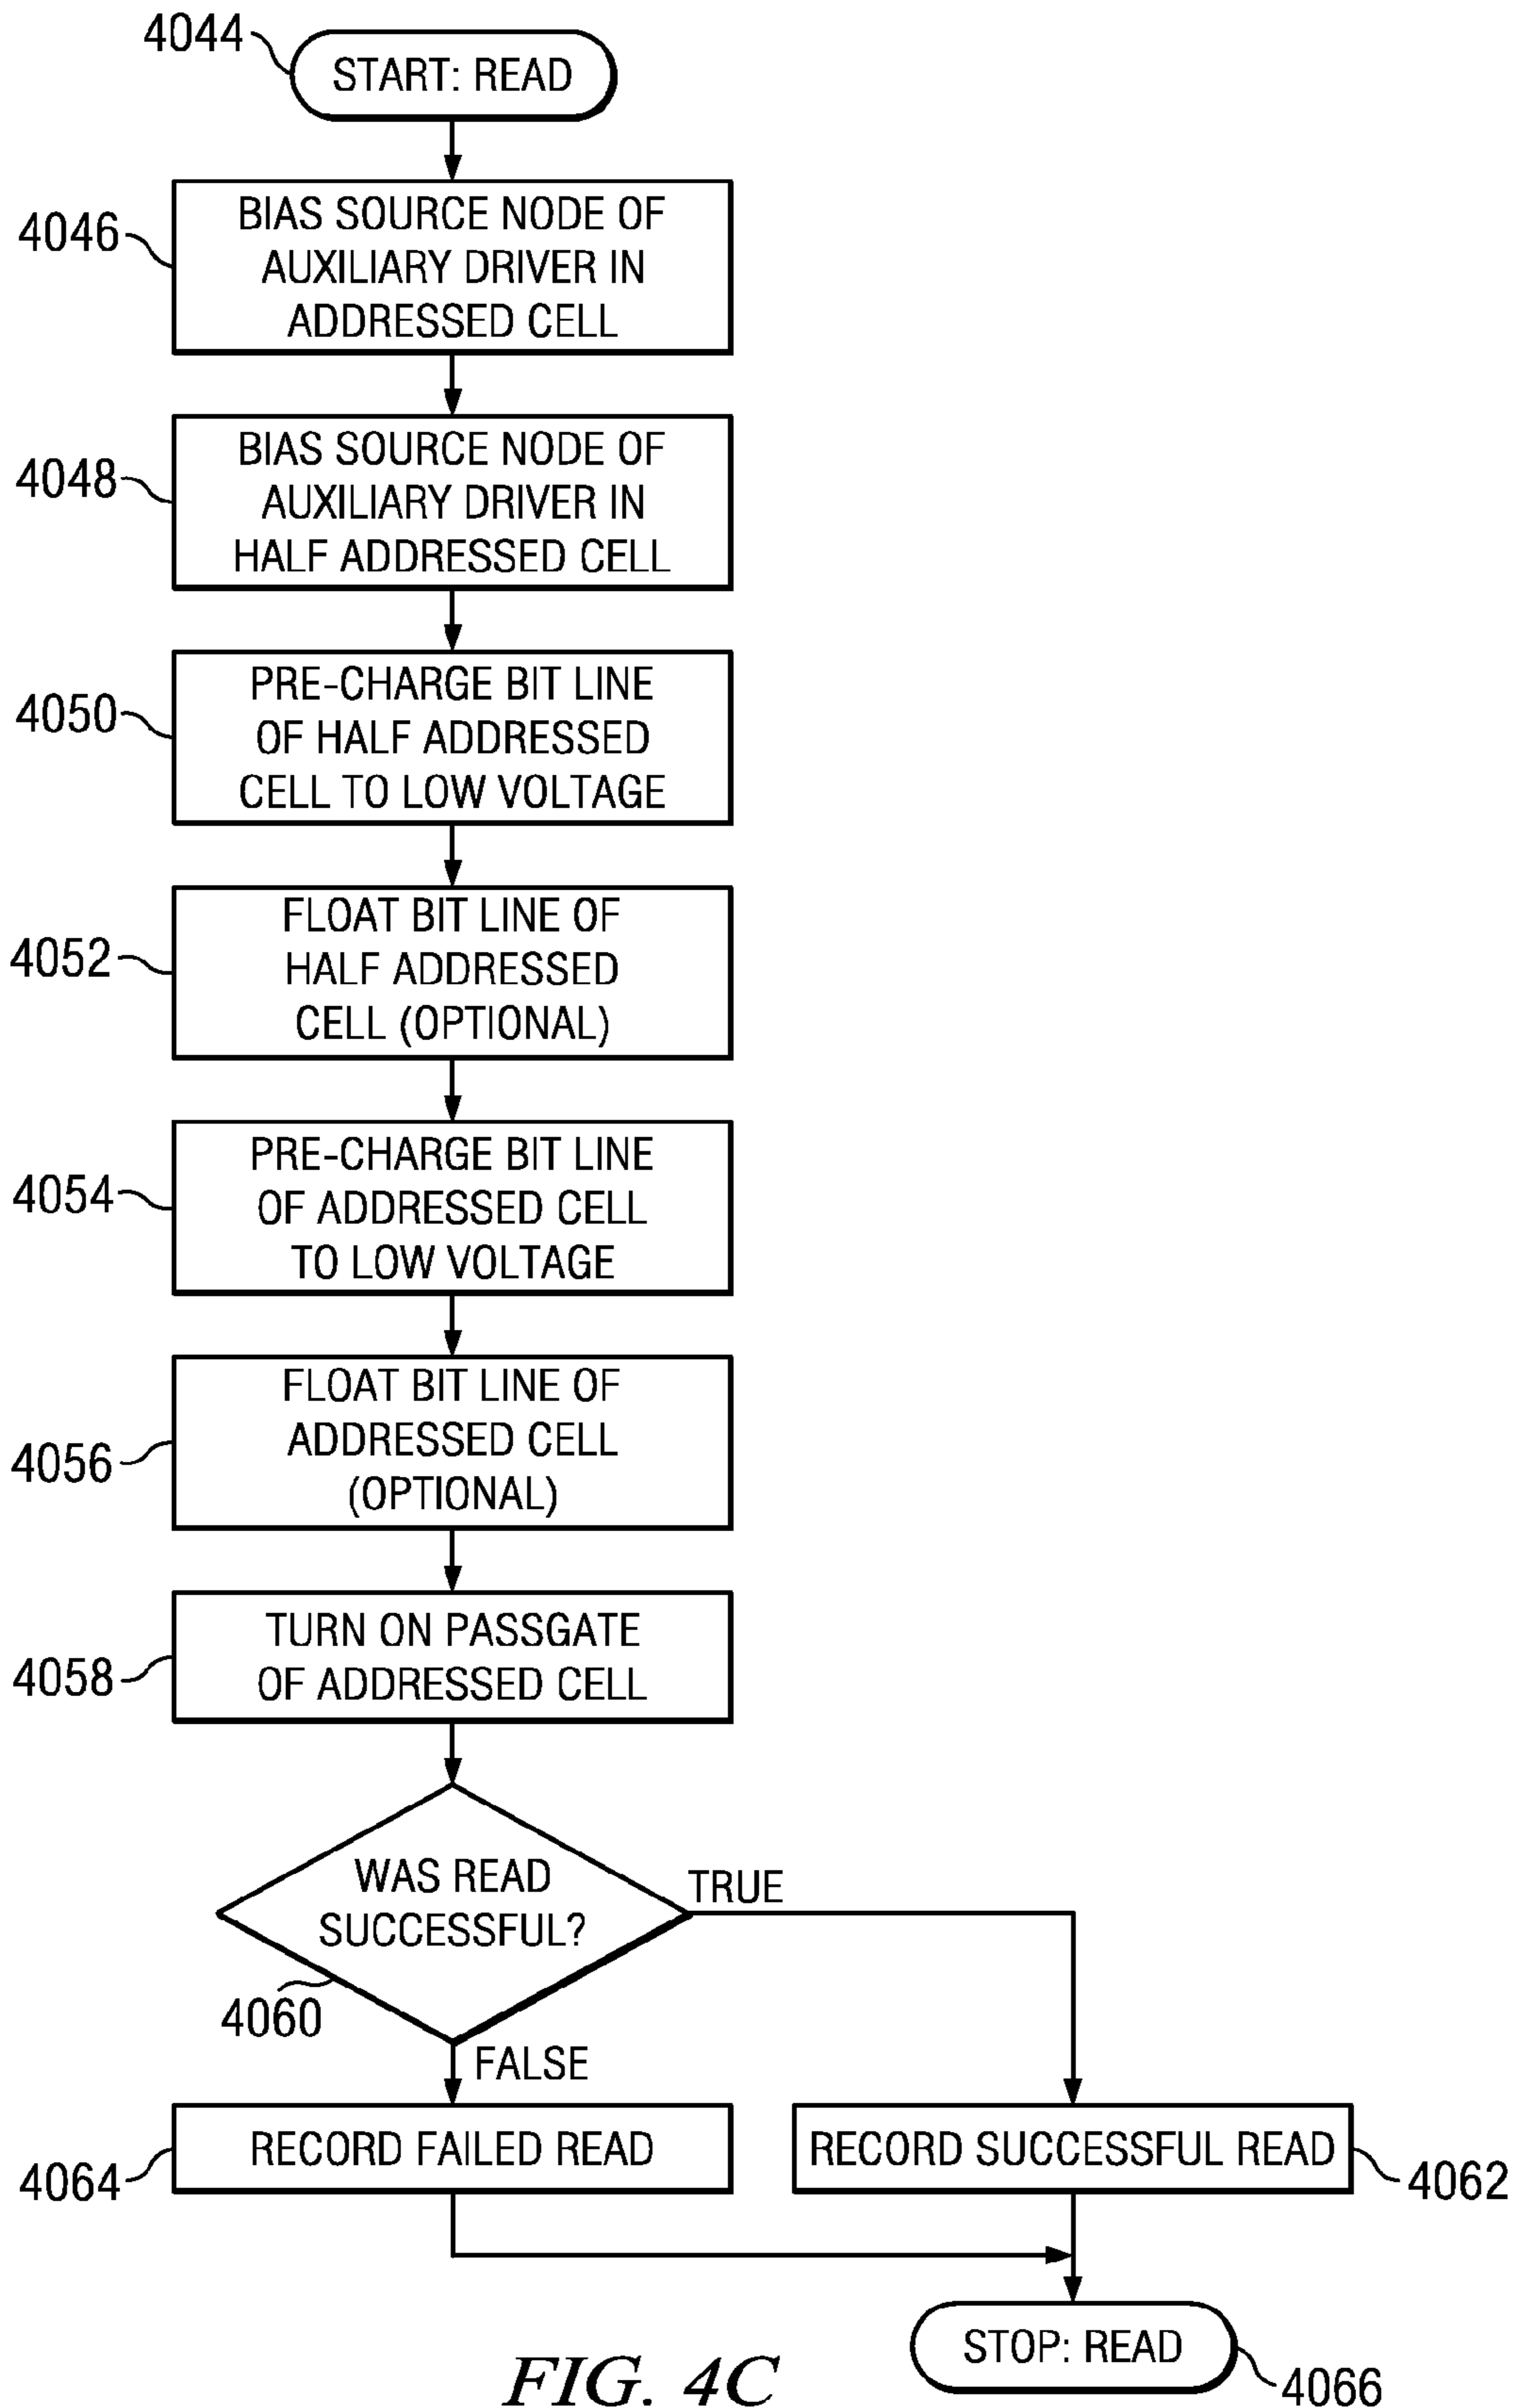 4044
START: READ
4046
BIAS SOURCE NODE OF
AUXILIARY DRIVER IN
ADDRESSED CELL
4048
BIAS SOURCE NODE OF
AUXILIARY DRIVER IN
HALF ADDRESSED CELL
4050
PRE-CHARGE BIT LINE
OF HALF ADDRESSED
CELL TO LOW VOLTAGE
4052
FLOAT BIT LINE OF
HALF ADDRESSED
CELL (OPTIONAL)
4054
PRE-CHARGE BIT LINE
OF ADDRESSED CELL
TO LOW VOLTAGE
4056
FLOAT BIT LINE OF
ADDRESSED CELL
(OPTIONAL)
4058
TURN ON PASSGATE
OF ADDRESSED CELL
WAS READ
SUCCESSFUL?
TRUE
4060
FALSE
4064
RECORD FAILED READ
RECORD SUCCESSFUL READ
4062
STOP: READ
4066
FIG. 4C